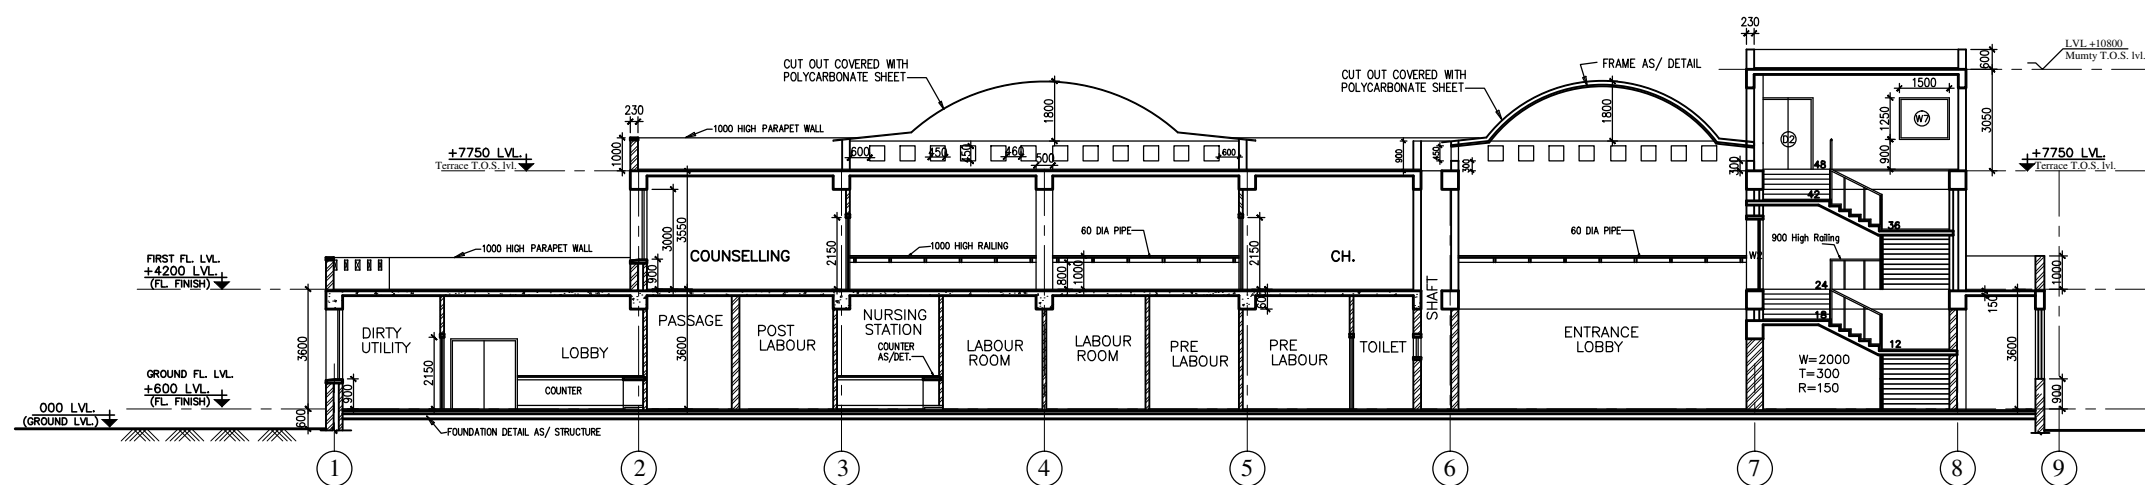 230
LVL +10800
Mumty T.O.S. lvl.
600
CUT OUT COVERED WITH
POLYCARBONATE SHEET
CUT OUT COVERED WITH
POLYCARBONATE SHEET
FRAME AS/ DETAIL
1800
1800
1500
1250
W7
D2
3050
900
230
1000 HIGH PARAPET WALL
1000
+7750 LVL.
Terrace T.O.S. lvl.
600
450
450
460
500
600
900
450
300
300
48
+7750 LVL.
Terrace T.O.S. lvl.
42
36
1000 HIGH PARAPET WALL
3000
3550
900
COUNSELLING
2150
1000 HIGH RAILING
60 DIA PIPE
800
1000
2150
CH.
SHAFT
60 DIA PIPE
W2
900 High Railing
1000
FIRST FL. LVL.
+4200 LVL.
(FL. FINISH)
24
18
12
150
600
DIRTY
UTILITY
LOBBY
PASSAGE
POST
LABOUR
NURSING
STATION
COUNTER
AS/DET.
LABOUR
ROOM
LABOUR
ROOM
PRE
LABOUR
PRE
LABOUR
TOILET
ENTRANCE
LOBBY
W=2000
T=300
R=150
3600
3600
3600
2150
900
900
COUNTER
GROUND FL. LVL.
+600 LVL.
(FL. FINISH)
000 LVL.
(GROUND LVL.)
600
FOUNDATION DETAIL AS/ STRUCTURE
1 2 3 4 5 6 7 8 9